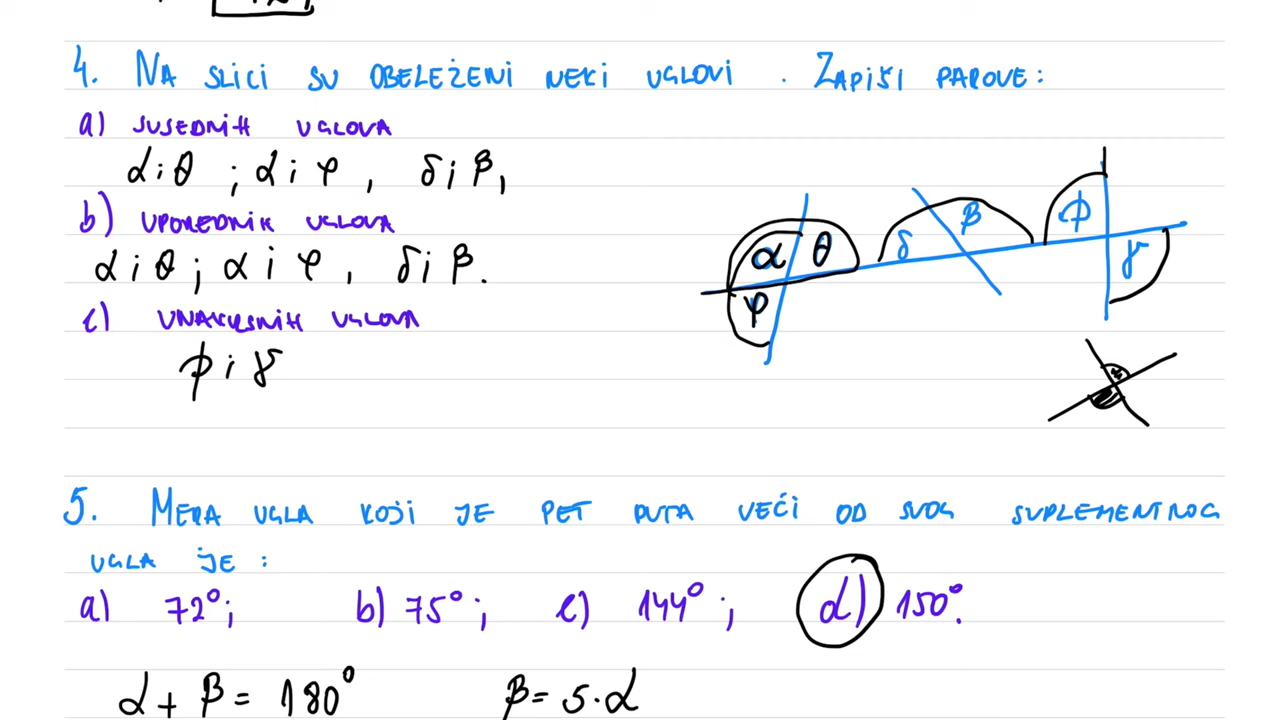 4. NA SLICI SU OBELEŽENI NEKI UGLOVI. ZAPIŠI PAROVE:
a) SUSEDNIH UGLOVA
α i θ ; α i φ , δ i β,
b) UPOREDNIH UGLOVA
α i θ; α i φ , δ i β.
c) UNAKRSNIH UGLOVA
ϕ i γ
α θ φ δ β ϕ γ
5. MERA UGLA KOJI JE PET PUTA VEĆI OD SVOG SUPLEMENTNOG
UGLA JE:
a) 72°; b) 75°; c) 144°; d) 150°.
α + β = 180° β = 5·α